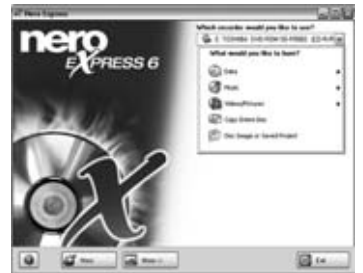 Nero Express
Which recorder would you like to use?
nero
EXPRESS 6
What would you like to burn?
Data
Music
Videos/Pictures
Copy Entire Disc
Disc Image or Saved Project
Nero
More
Exit